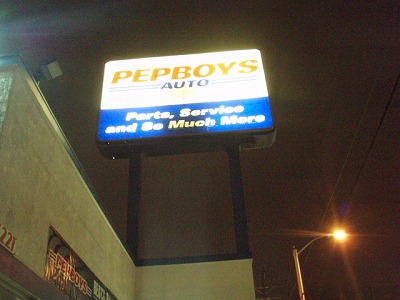 PEPBOYS
AUTO
Parts, Service
and So Much More